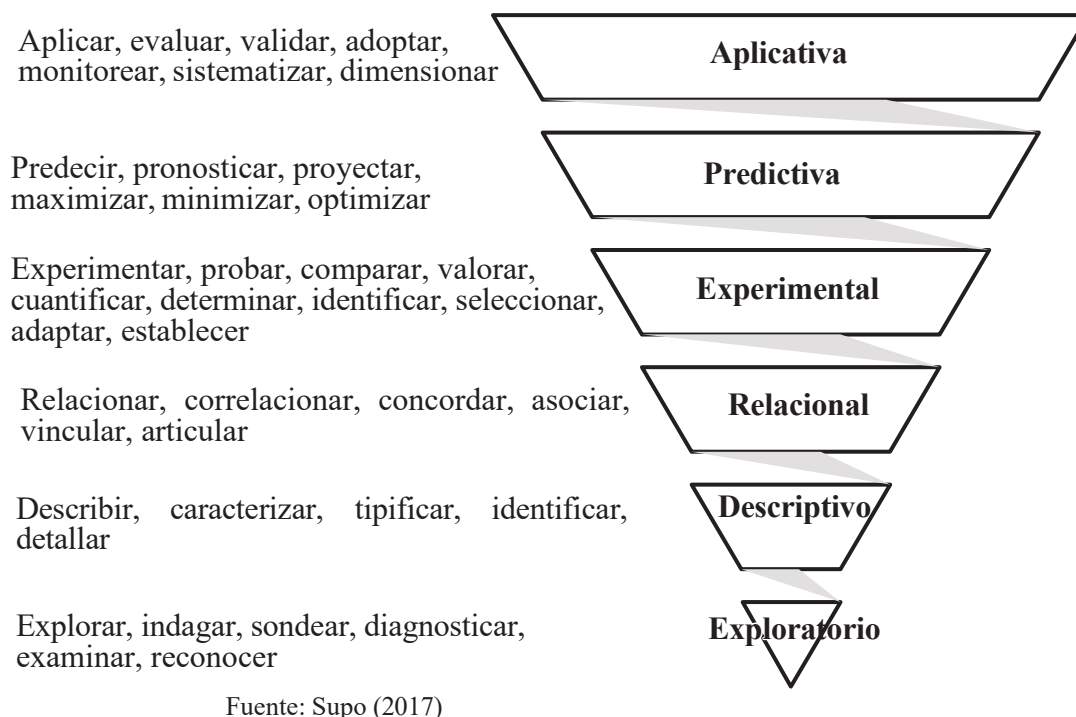 Aplicar, evaluar, validar, adoptar,
monitorear, sistematizar, dimensionar
Aplicativa
Predecir, pronosticar, proyectar,
maximizar, minimizar, optimizar
Predictiva
Experimentar, probar, comparar, valorar,
cuantificar, determinar, identificar, seleccionar,
adaptar, establecer
Experimental
Relacionar, correlacionar, concordar, asociar,
vincular, articular
Relacional
Describir, caracterizar, tipificar, identificar,
detallar
Descriptivo
Explorar, indagar, sondear, diagnosticar,
examinar, reconocer
Exploratorio
Fuente: Supo (2017)